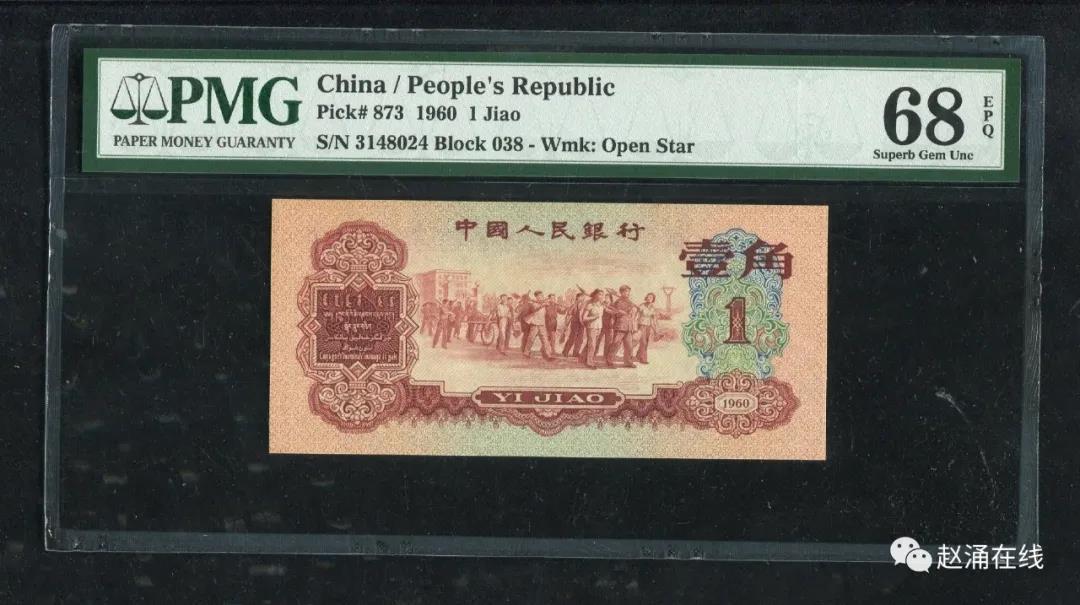 PMG
PAPER MONEY GUARANTY
China / People's Republic
Pick# 873 1960 1 Jiao
S/N 3148024 Block 038 - Wmk: Open Star
68
EPQ
Superb Gem Unc
中國人民銀行
壹角
1
YI JIAO
1960
赵涌在线